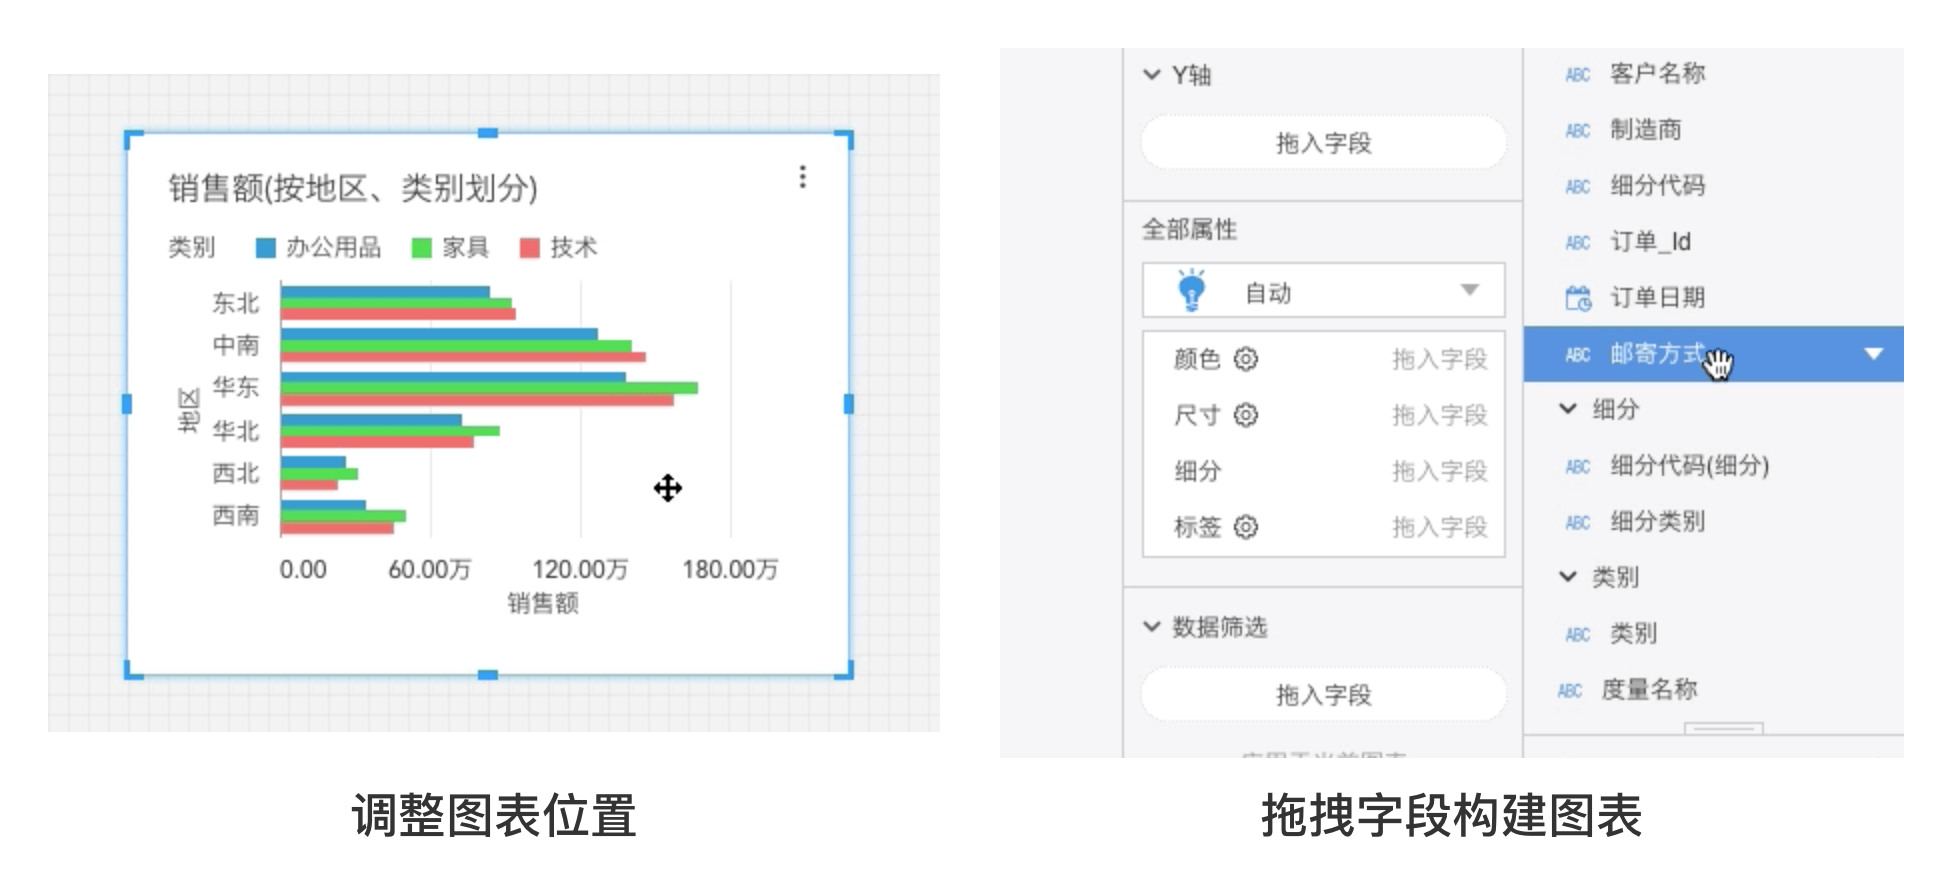 销售额(按地区、类别划分)
类别 办公用品 家具 技术
东北
中南
华东
华北
西北
西南
地区
0.00 60.00万 120.00万 180.00万
销售额
调整图表位置
Y轴
拖入字段
全部属性
自动
颜色 拖入字段
尺寸 拖入字段
细分 拖入字段
标签 拖入字段
数据筛选
拖入字段
ABC 客户名称
ABC 制造商
ABC 细分代码
ABC 订单_Id
订单日期
ABC 邮寄方式
细分
ABC 细分代码(细分)
ABC 细分类别
类别
ABC 类别
ABC 度量名称
拖拽字段构建图表